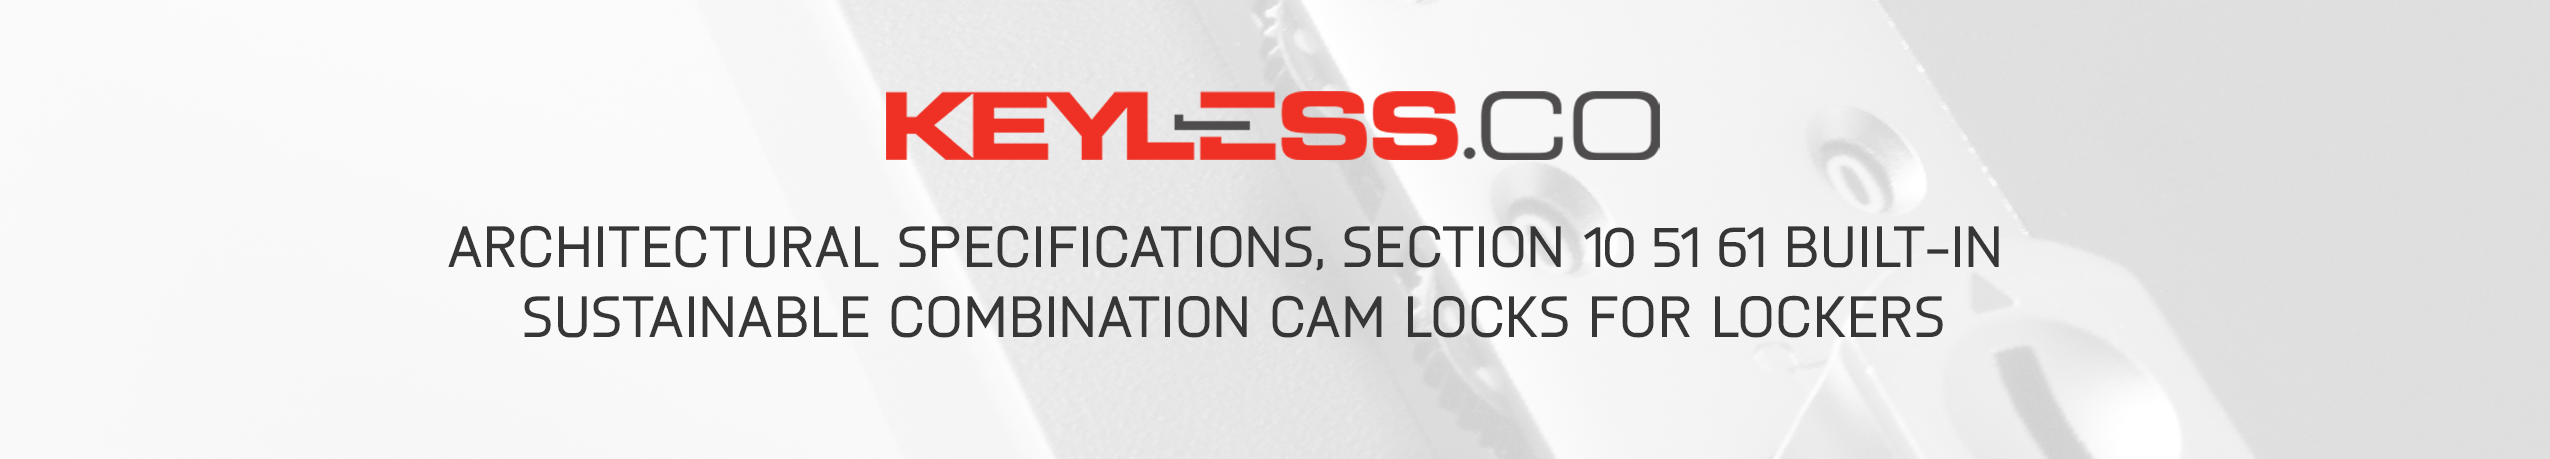 KEYLESS.CO
ARCHITECTURAL SPECIFICATIONS, SECTION 10 51 61 BUILT-IN
SUSTAINABLE COMBINATION CAM LOCKS FOR LOCKERS